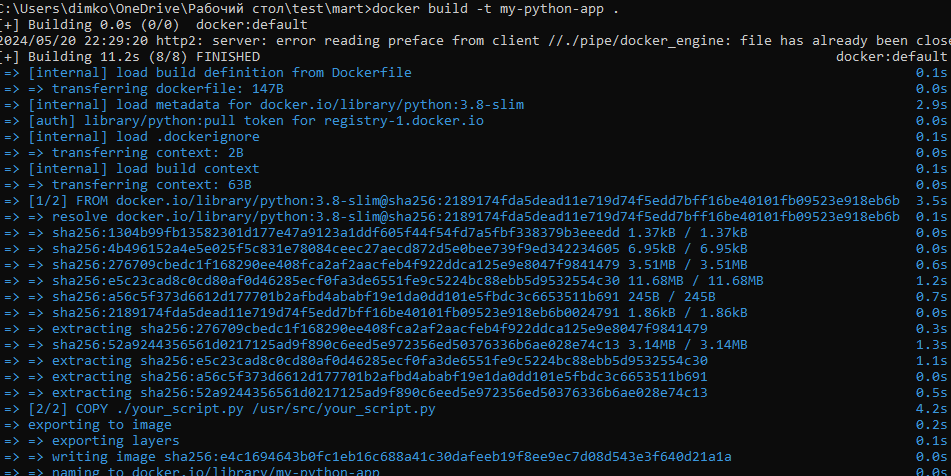 C:\Users\dimko\OneDrive\Рабочий стол\test\mart>docker build -t my-python-app .
[+] Building 0.0s (0/0)  docker:default
2024/05/20 22:29:20 http2: server: error reading preface from client //./pipe/docker_engine: file has already been close
[+] Building 11.2s (8/8) FINISHED docker:default
=> [internal] load build definition from Dockerfile 0.1s
=> => transferring dockerfile: 147B 0.0s
=> [internal] load metadata for docker.io/library/python:3.8-slim 2.9s
=> [auth] library/python:pull token for registry-1.docker.io 0.0s
=> [internal] load .dockerignore 0.1s
=> => transferring context: 2B 0.0s
=> [internal] load build context 0.1s
=> => transferring context: 63B 0.0s
=> [1/2] FROM docker.io/library/python:3.8-slim@sha256:2189174fda5dead11e719d74f5edd7bff16be40101fb09523e918eb6b 3.5s
=> => resolve docker.io/library/python:3.8-slim@sha256:2189174fda5dead11e719d74f5edd7bff16be40101fb09523e918eb6b 0.1s
=> => sha256:1304b99fb13582301d177e47a9123a1ddf605f44f54fd7a5fbf338379b3eeedd 1.37kB / 1.37kB 0.0s
=> => sha256:4b496152a4e5e025f5c831e78084ceec27aecd872d5e0bee739f9ed342234605 6.95kB / 6.95kB 0.0s
=> => sha256:276709cbedc1f168290ee408fca2af2aacfeb4f922ddca125e9e8047f9841479 3.51MB / 3.51MB 0.6s
=> => sha256:e5c23cad8c0cd80af0d46285ecf0fa3de6551fe9c5224bc88ebb5d9532554c30 11.68MB / 11.68MB 1.2s
=> => sha256:a56c5f373d6612d177701b2afbd4ababf19e1da0dd101e5fbdc3c6653511b691 245B / 245B 0.7s
=> => sha256:2189174fda5dead11e719d74f5edd7bff16be40101fb09523e918eb6b0024791 1.86kB / 1.86kB 0.0s
=> => extracting sha256:276709cbedc1f168290ee408fca2af2aacfeb4f922ddca125e9e8047f9841479 0.3s
=> => sha256:52a9244356561d0217125ad9f890c6eed5e972356ed50376336b6ae028e74c13 3.14MB / 3.14MB 1.3s
=> => extracting sha256:e5c23cad8c0cd80af0d46285ecf0fa3de6551fe9c5224bc88ebb5d9532554c30 1.1s
=> => extracting sha256:a56c5f373d6612d177701b2afbd4ababf19e1da0dd101e5fbdc3c6653511b691 0.0s
=> => extracting sha256:52a9244356561d0217125ad9f890c6eed5e972356ed50376336b6ae028e74c13 0.5s
=> [2/2] COPY ./your_script.py /usr/src/your_script.py 4.2s
=> exporting to image 0.2s
=> => exporting layers 0.1s
=> => writing image sha256:e4c1694643b0fc1eb16c688a41c30dafeeb19f8ee9ec7d08d543e3f640d21a1a 0.0s
=> => naming to docker.io/library/my-python-app 0.0s